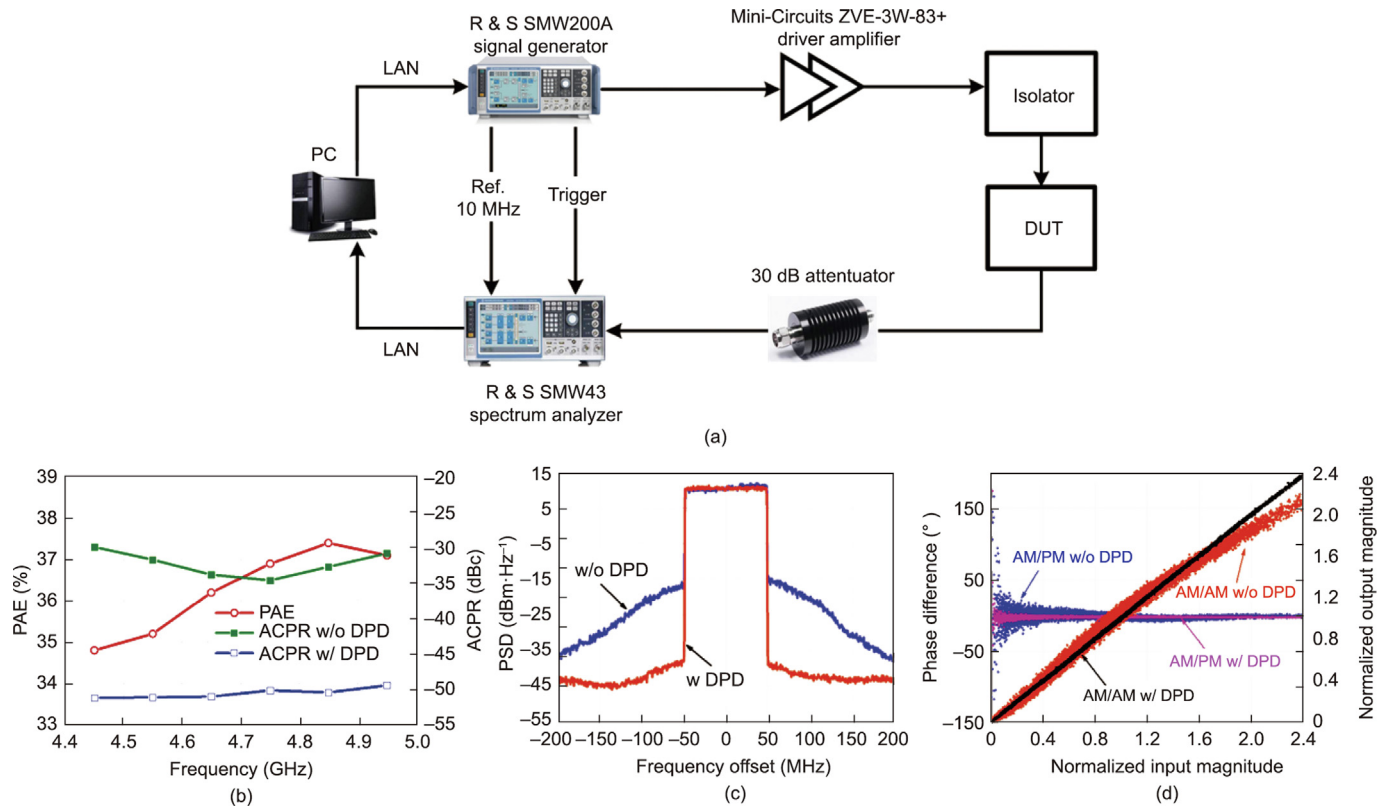 R & S SMW200A
signal generator
Mini-Circuits ZVE-3W-83+
driver amplifier
LAN
Isolator
PC
Ref.
10 MHz
Trigger
DUT
30 dB attentuator
LAN
R & S SMW43
spectrum analyzer
(a)
39
38
37
36
35
34
33
PAE (%)
−20
−25
−30
−35
−40
−45
−50
−55
ACPR (dBc)
PAE
ACPR w/o DPD
ACPR w/ DPD
4.4 4.5 4.6 4.7 4.8 4.9 5.0
Frequency (GHz)
(b)
15
5
−5
−15
−25
−35
−45
−55
PSD (dBm·Hz⁻¹)
w/o DPD
w DPD
−200 −150 −100 −50 0 50 100 150 200
Frequency offset (MHz)
(c)
150
50
−50
−150
Phase difference (°)
2.4
2.0
1.6
1.2
0.8
0.4
0
Normalized output magnitude
AM/PM w/o DPD
AM/AM w/o DPD
AM/PM w/ DPD
AM/AM w/ DPD
0 0.4 0.8 1.2 1.6 2.0 2.4
Normalized input magnitude
(d)